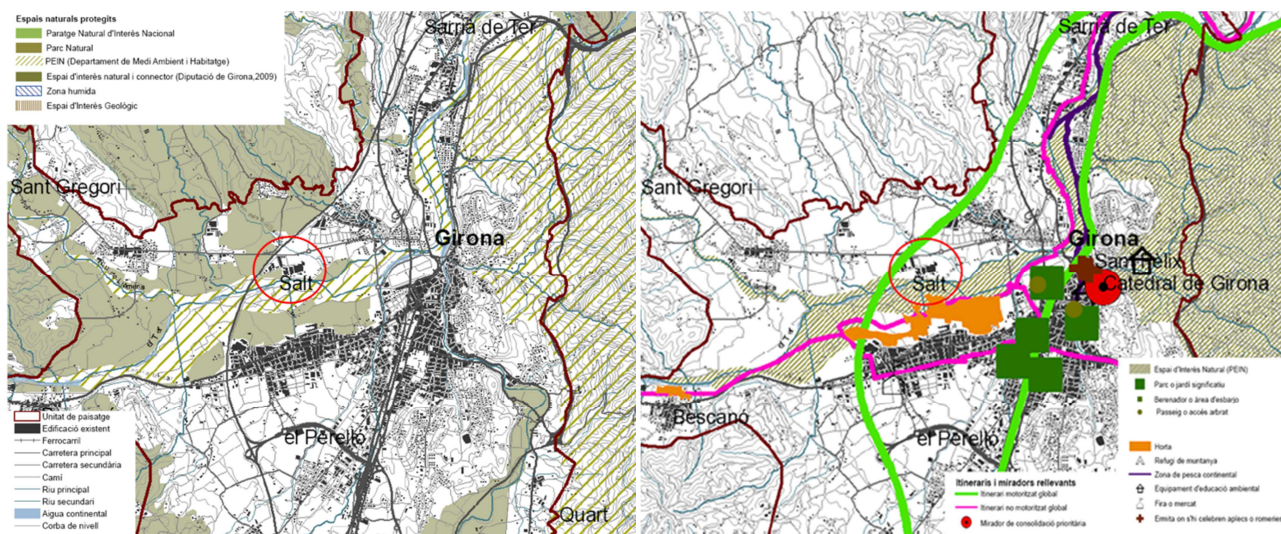 Espais naturals protegits
Paratge Natural d'Interès Nacional
Parc Natural
PEIN (Departament de Medi Ambient i Habitatge)
Espai d'interès natural i connector (Diputació de Girona,2009)
Zona humida
Espai d'Interès Geològic
Sarrià de Ter
Sant Gregori
Girona
Salt
el Perelló
Quart
Unitat de paisatge
Edificació existent
Ferrocarril
Carretera principal
Carretera secundària
Camí
Riu principal
Riu secundari
Aigua continental
Corba de nivell
Sarrià de Ter
Sant Gregori
Girona
Sant Fèlix
Salt
Catedral de Girona
Bescanó
el Perelló
Itineraris i miradors rellevants
Itinerari motoritzat global
Itinerari no motoritzat global
Mirador de consolidació prioritària
Espai d'Interès Natural (PEIN)
Parc o jardí significatiu
Berenador o àrea d'esbarjo
Passeig o accés arbrat
Horta
Refugi de muntanya
Zona de pesca continental
Equipament d'educació ambiental
Fira o mercat
Ermita on s'hi celebren aplecs o romeries